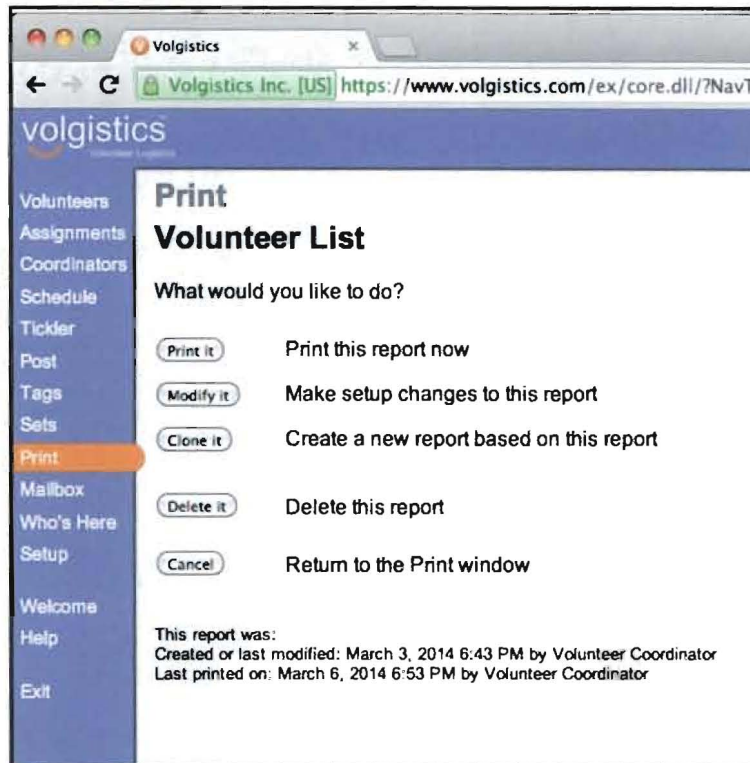 Volgistics
Volgistics Inc. [US] https://www.volgistics.com/ex/core.dll/?NavT
volgistics
Volunteers
Assignments
Coordinators
Schedule
Tickler
Post
Tags
Sets
Print
Mailbox
Who's Here
Setup
Welcome
Help
Exit
Print
Volunteer List
What would you like to do?
Print it Print this report now
Modify it Make setup changes to this report
Clone it Create a new report based on this report
Delete it Delete this report
Cancel Return to the Print window
This report was:
Created or last modified: March 3, 2014 6:43 PM by Volunteer Coordinator
Last printed on: March 6, 2014 6:53 PM by Volunteer Coordinator